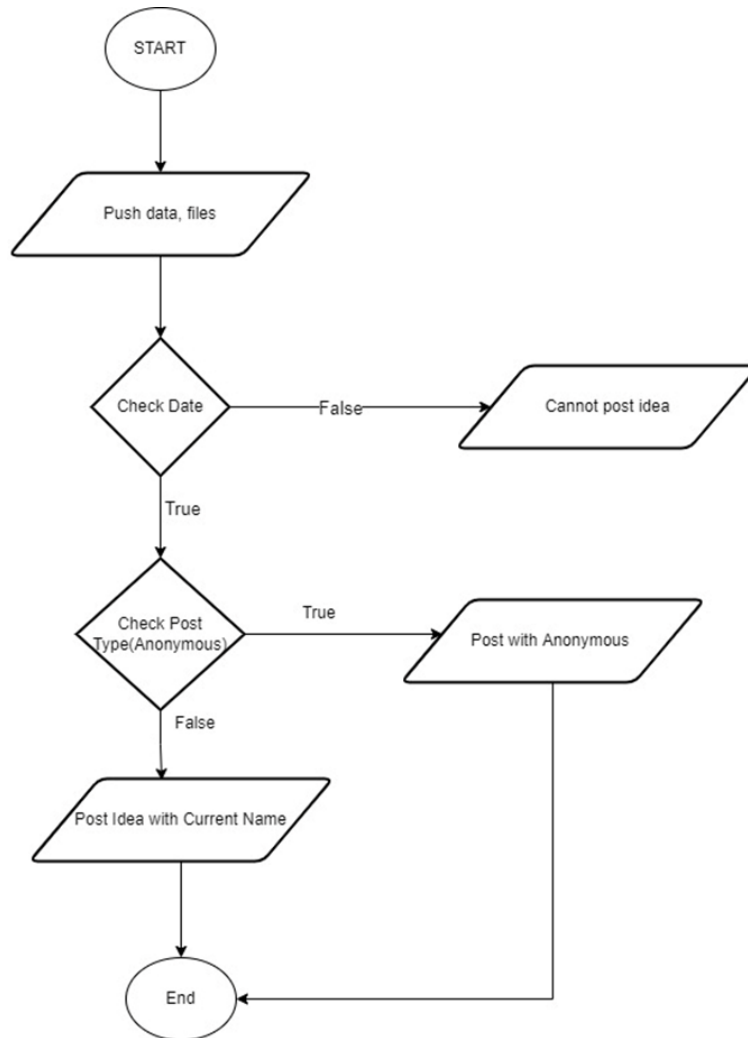 START
Push data, files
Check Date
False
Cannot post idea
True
Check Post
Type(Anonymous)
True
Post with Anonymous
False
Post Idea with Current Name
End